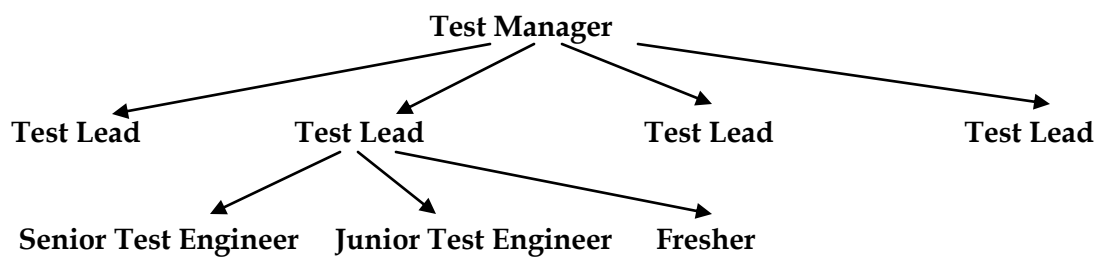 Test Manager
Test Lead Test Lead Test Lead Test Lead
Senior Test Engineer Junior Test Engineer Fresher